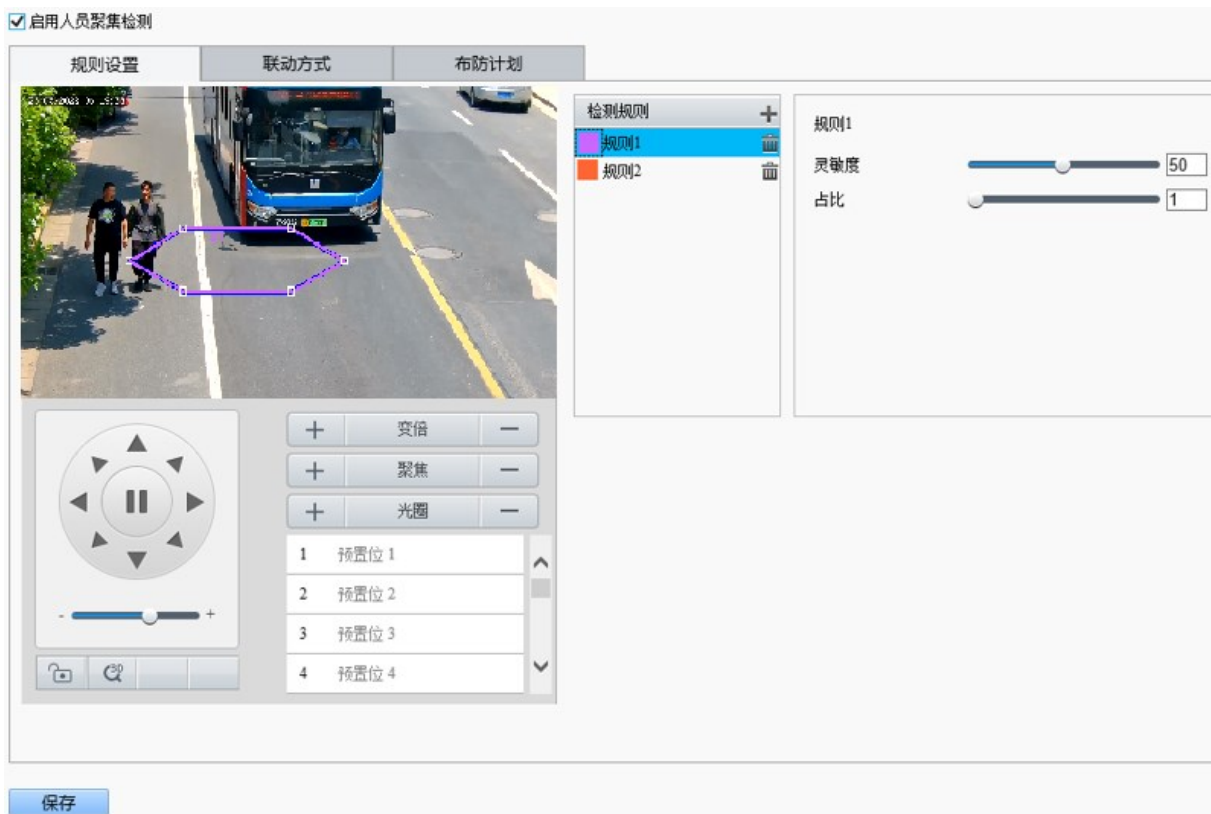 启用人员聚集检测
规则设置 联动方式 布防计划
检测规则
规则1
规则2
规则1
灵敏度 50
占比 1
变倍
聚焦
光圈
1 预置位 1
2 预置位 2
3 预置位 3
4 预置位 4
- +
3D
保存